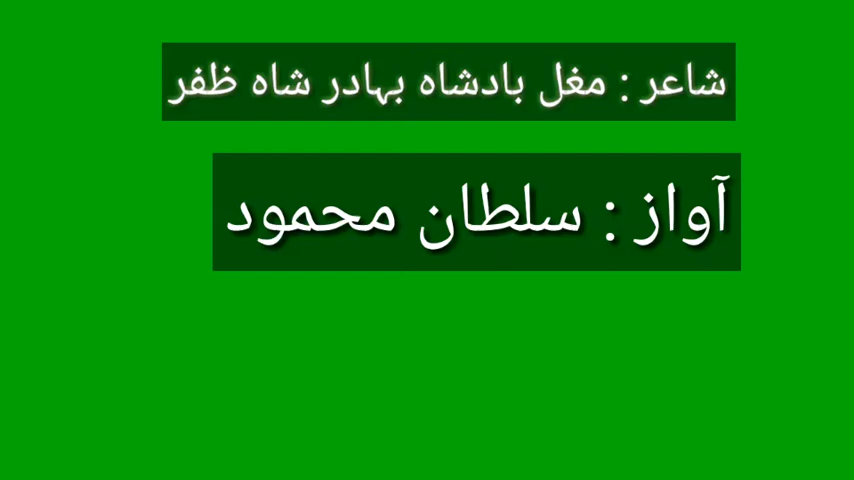 شاعر : مغل بادشاہ بہادر شاہ ظفر
آواز : سلطان محمود